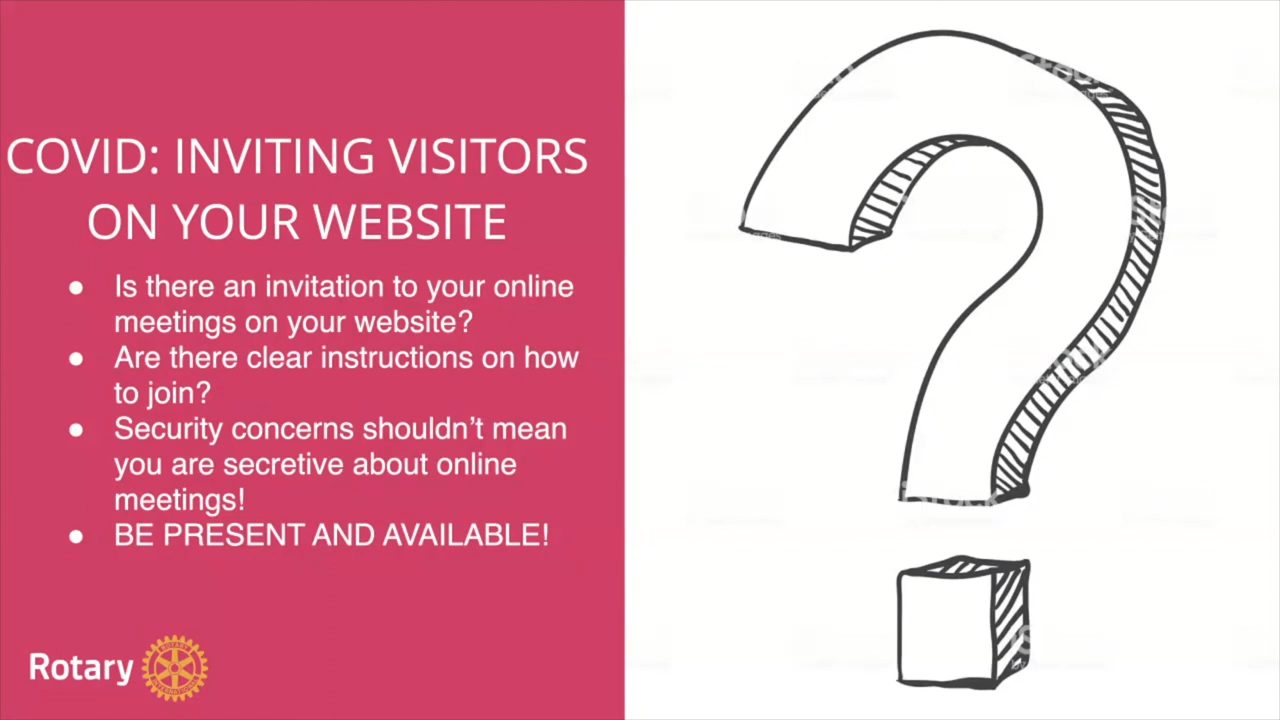 COVID: INVITING VISITORS
ON YOUR WEBSITE
● Is there an invitation to your online
meetings on your website?
● Are there clear instructions on how
to join?
● Security concerns shouldn’t mean
you are secretive about online
meetings!
● BE PRESENT AND AVAILABLE!
Rotary
ROTARY
INTERNATIONAL